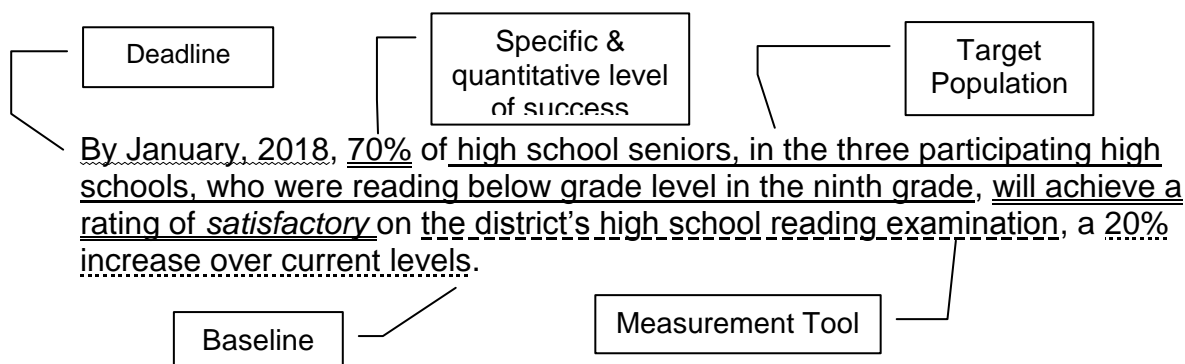 Deadline
Specific &
quantitative level
of success
Target
Population
By January, 2018, 70% of high school seniors, in the three participating high
schools, who were reading below grade level in the ninth grade, will achieve a
rating of satisfactory on the district’s high school reading examination, a 20%
increase over current levels.
Baseline
Measurement Tool